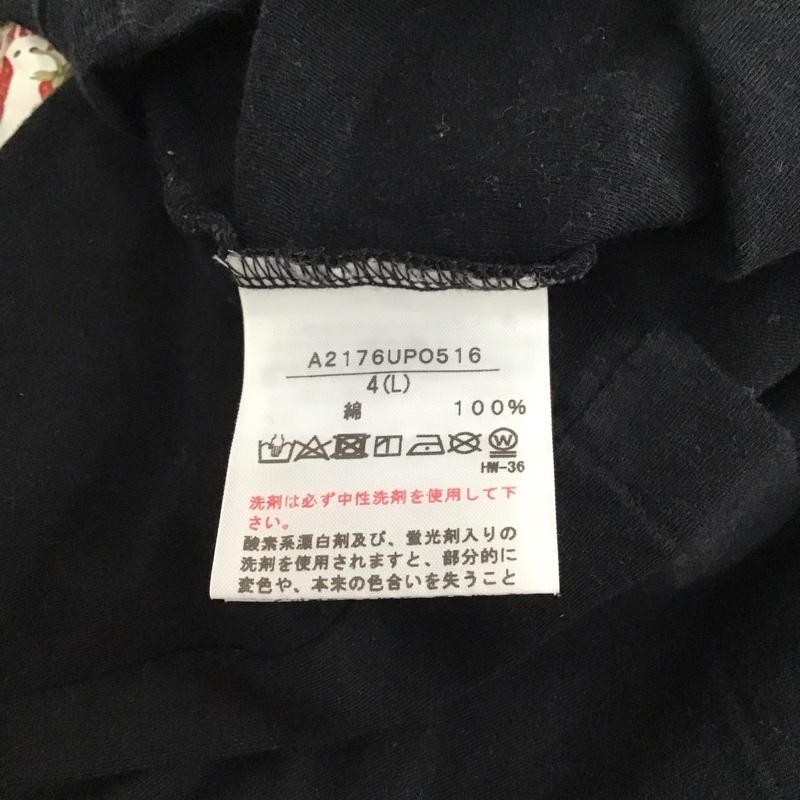 A2176UPO516
4(L)
綿 100%
W
HW-36
洗剤は必ず中性洗剤を使用して下
さい。
酸素系漂白剤及び、蛍光剤入りの
洗剤を使用されますと、部分的に
変色や、本来の色合いを失うこと